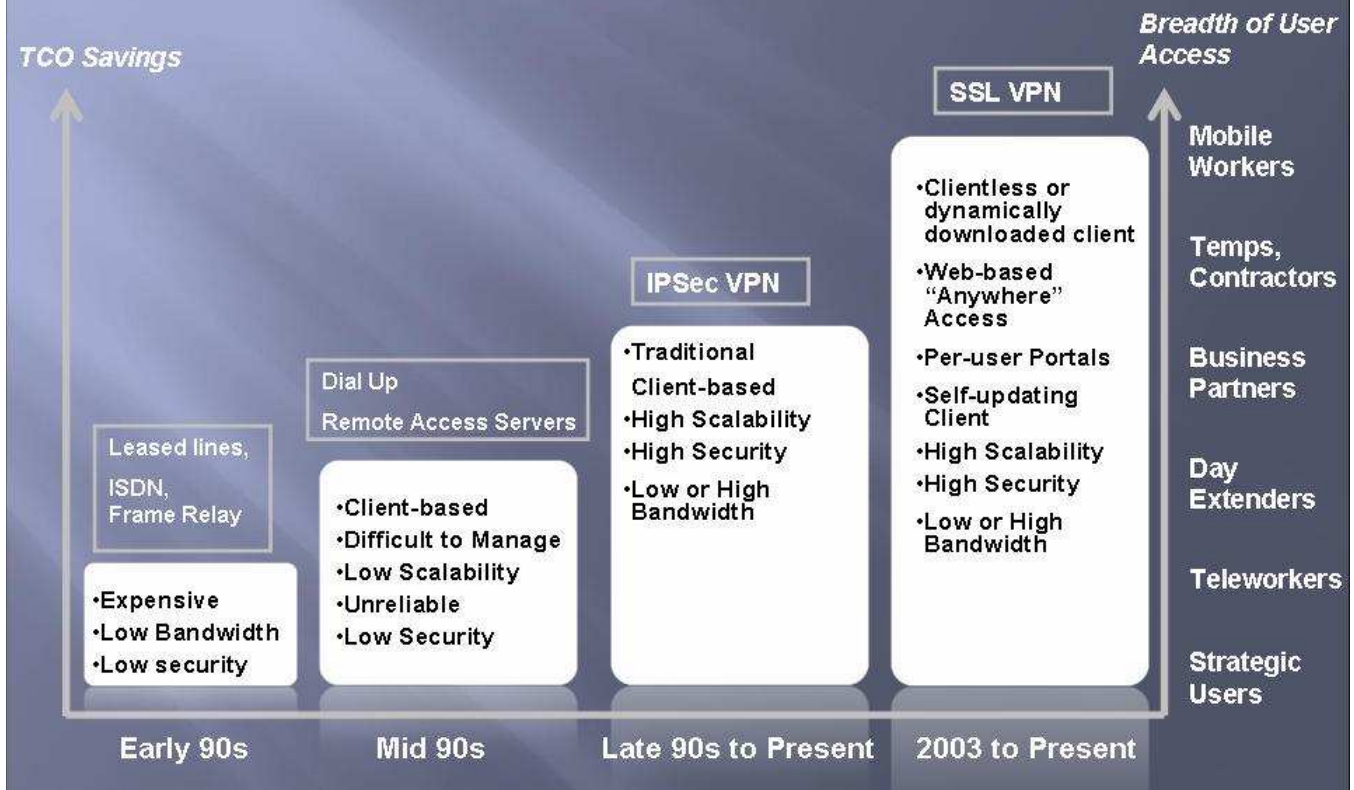 TCO Savings
Breadth of User
Access
Leased lines,
ISDN,
Frame Relay
•Expensive
•Low Bandwidth
•Low security
Early 90s
Dial Up
Remote Access Servers
•Client-based
•Difficult to Manage
•Low Scalability
•Unreliable
•Low Security
Mid 90s
IPSec VPN
•Traditional
Client-based
•High Scalability
•High Security
•Low or High
Bandwidth
Late 90s to Present
SSL VPN
•Clientless or
dynamically
downloaded client
•Web-based
“Anywhere”
Access
•Per-user Portals
•Self-updating
Client
•High Scalability
•High Security
•Low or High
Bandwidth
2003 to Present
Mobile
Workers
Temps,
Contractors
Business
Partners
Day
Extenders
Teleworkers
Strategic
Users